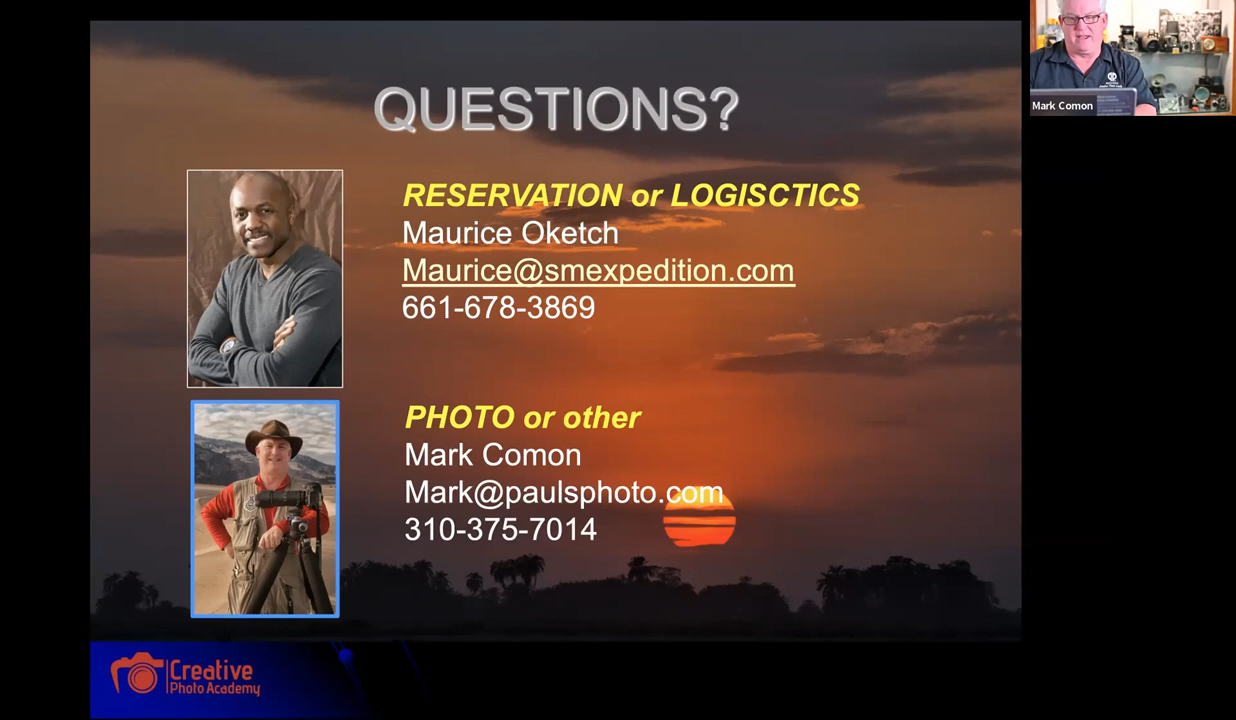 QUESTIONS?
RESERVATION or LOGISCTICS
Maurice Oketch
Maurice@smexpedition.com
661-678-3869
PHOTO or other
Mark Comon
Mark@paulsphoto.com
310-375-7014
Creative
Photo Academy
Mark Comon